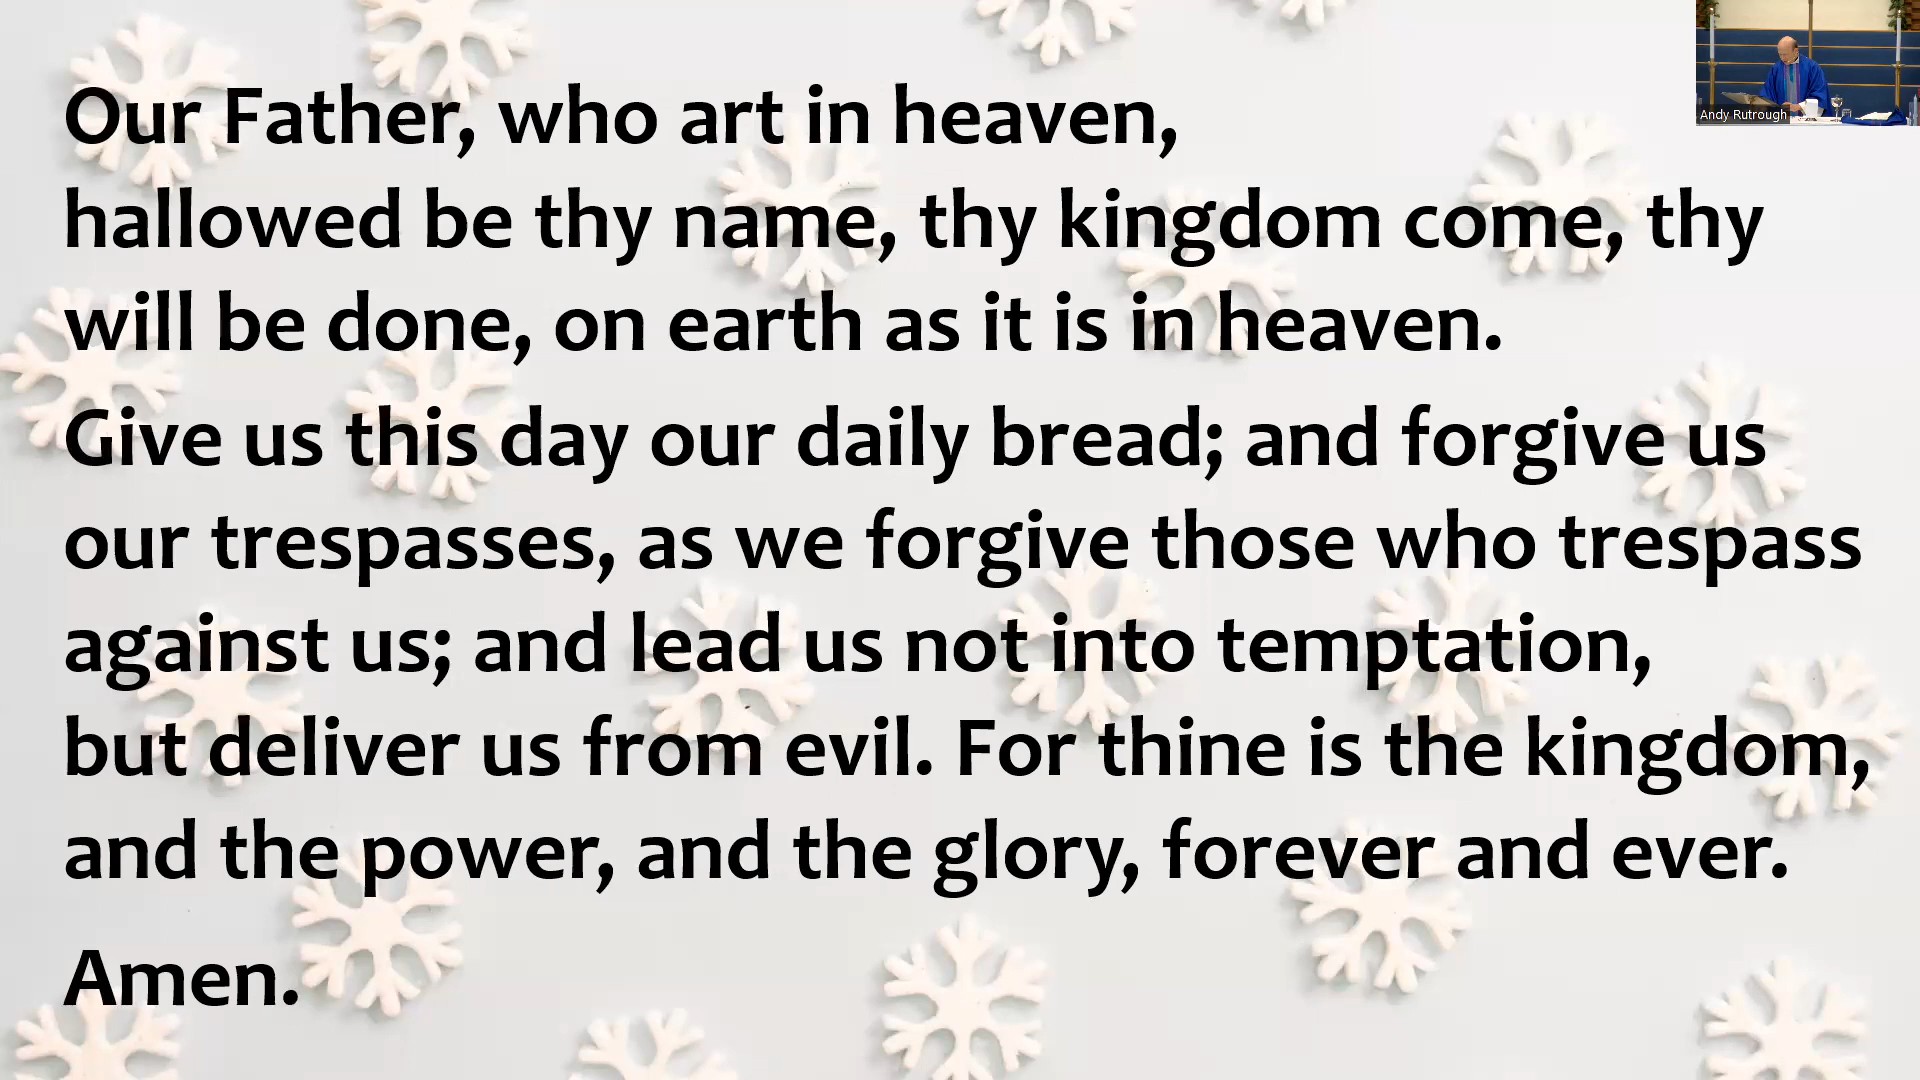 Our Father, who art in heaven,
hallowed be thy name, thy kingdom come, thy
will be done, on earth as it is in heaven.
Give us this day our daily bread; and forgive us
our trespasses, as we forgive those who trespass
against us; and lead us not into temptation,
but deliver us from evil. For thine is the kingdom,
and the power, and the glory, forever and ever.
Amen.
Andy Rutrough